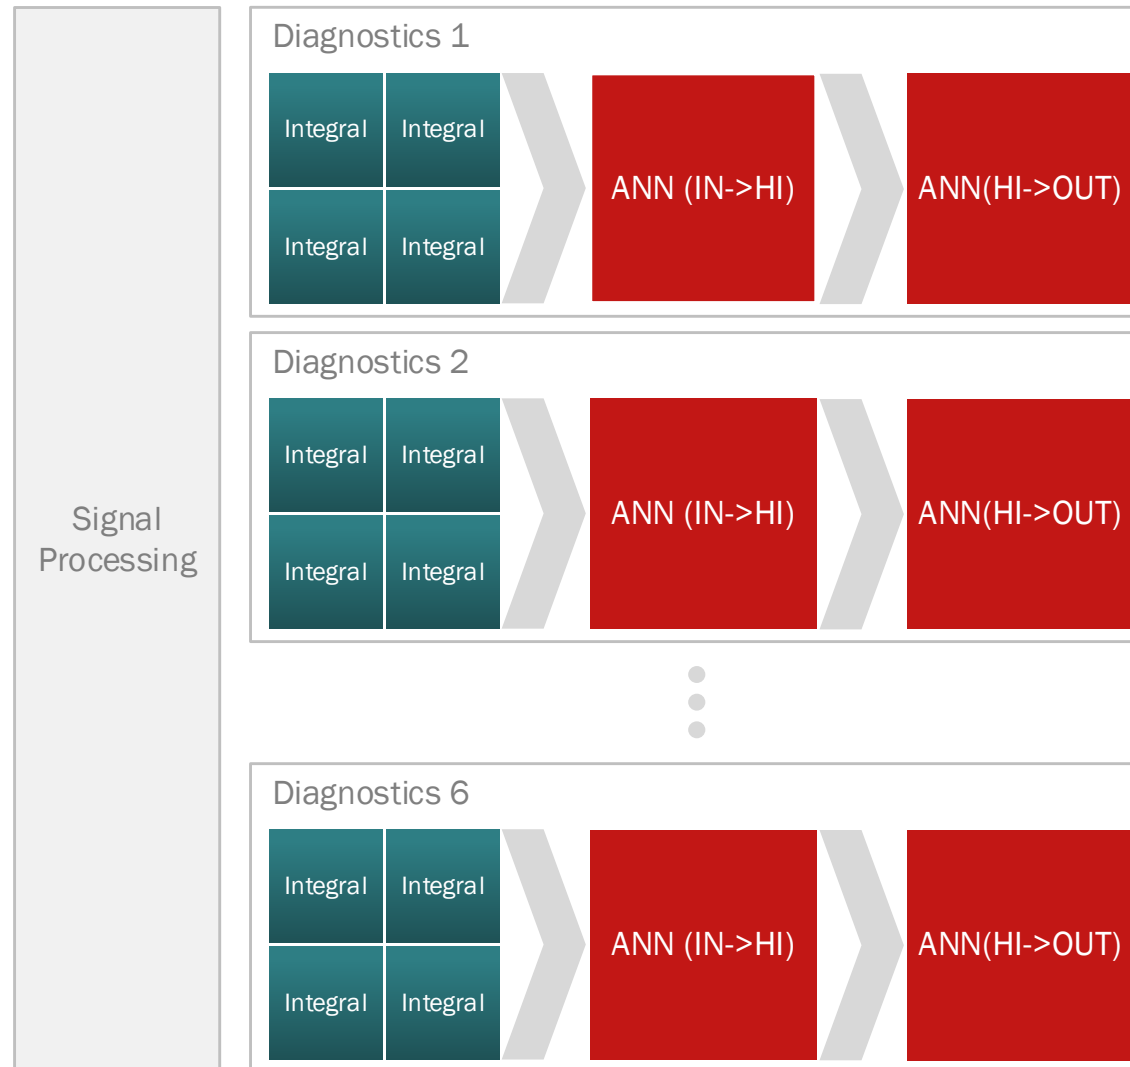 Signal
Processing
Diagnostics 1
Integral Integral
Integral Integral
ANN (IN->HI)
ANN(HI->OUT)
Diagnostics 2
Integral Integral
Integral Integral
ANN (IN->HI)
ANN(HI->OUT)
Diagnostics 6
Integral Integral
Integral Integral
ANN (IN->HI)
ANN(HI->OUT)